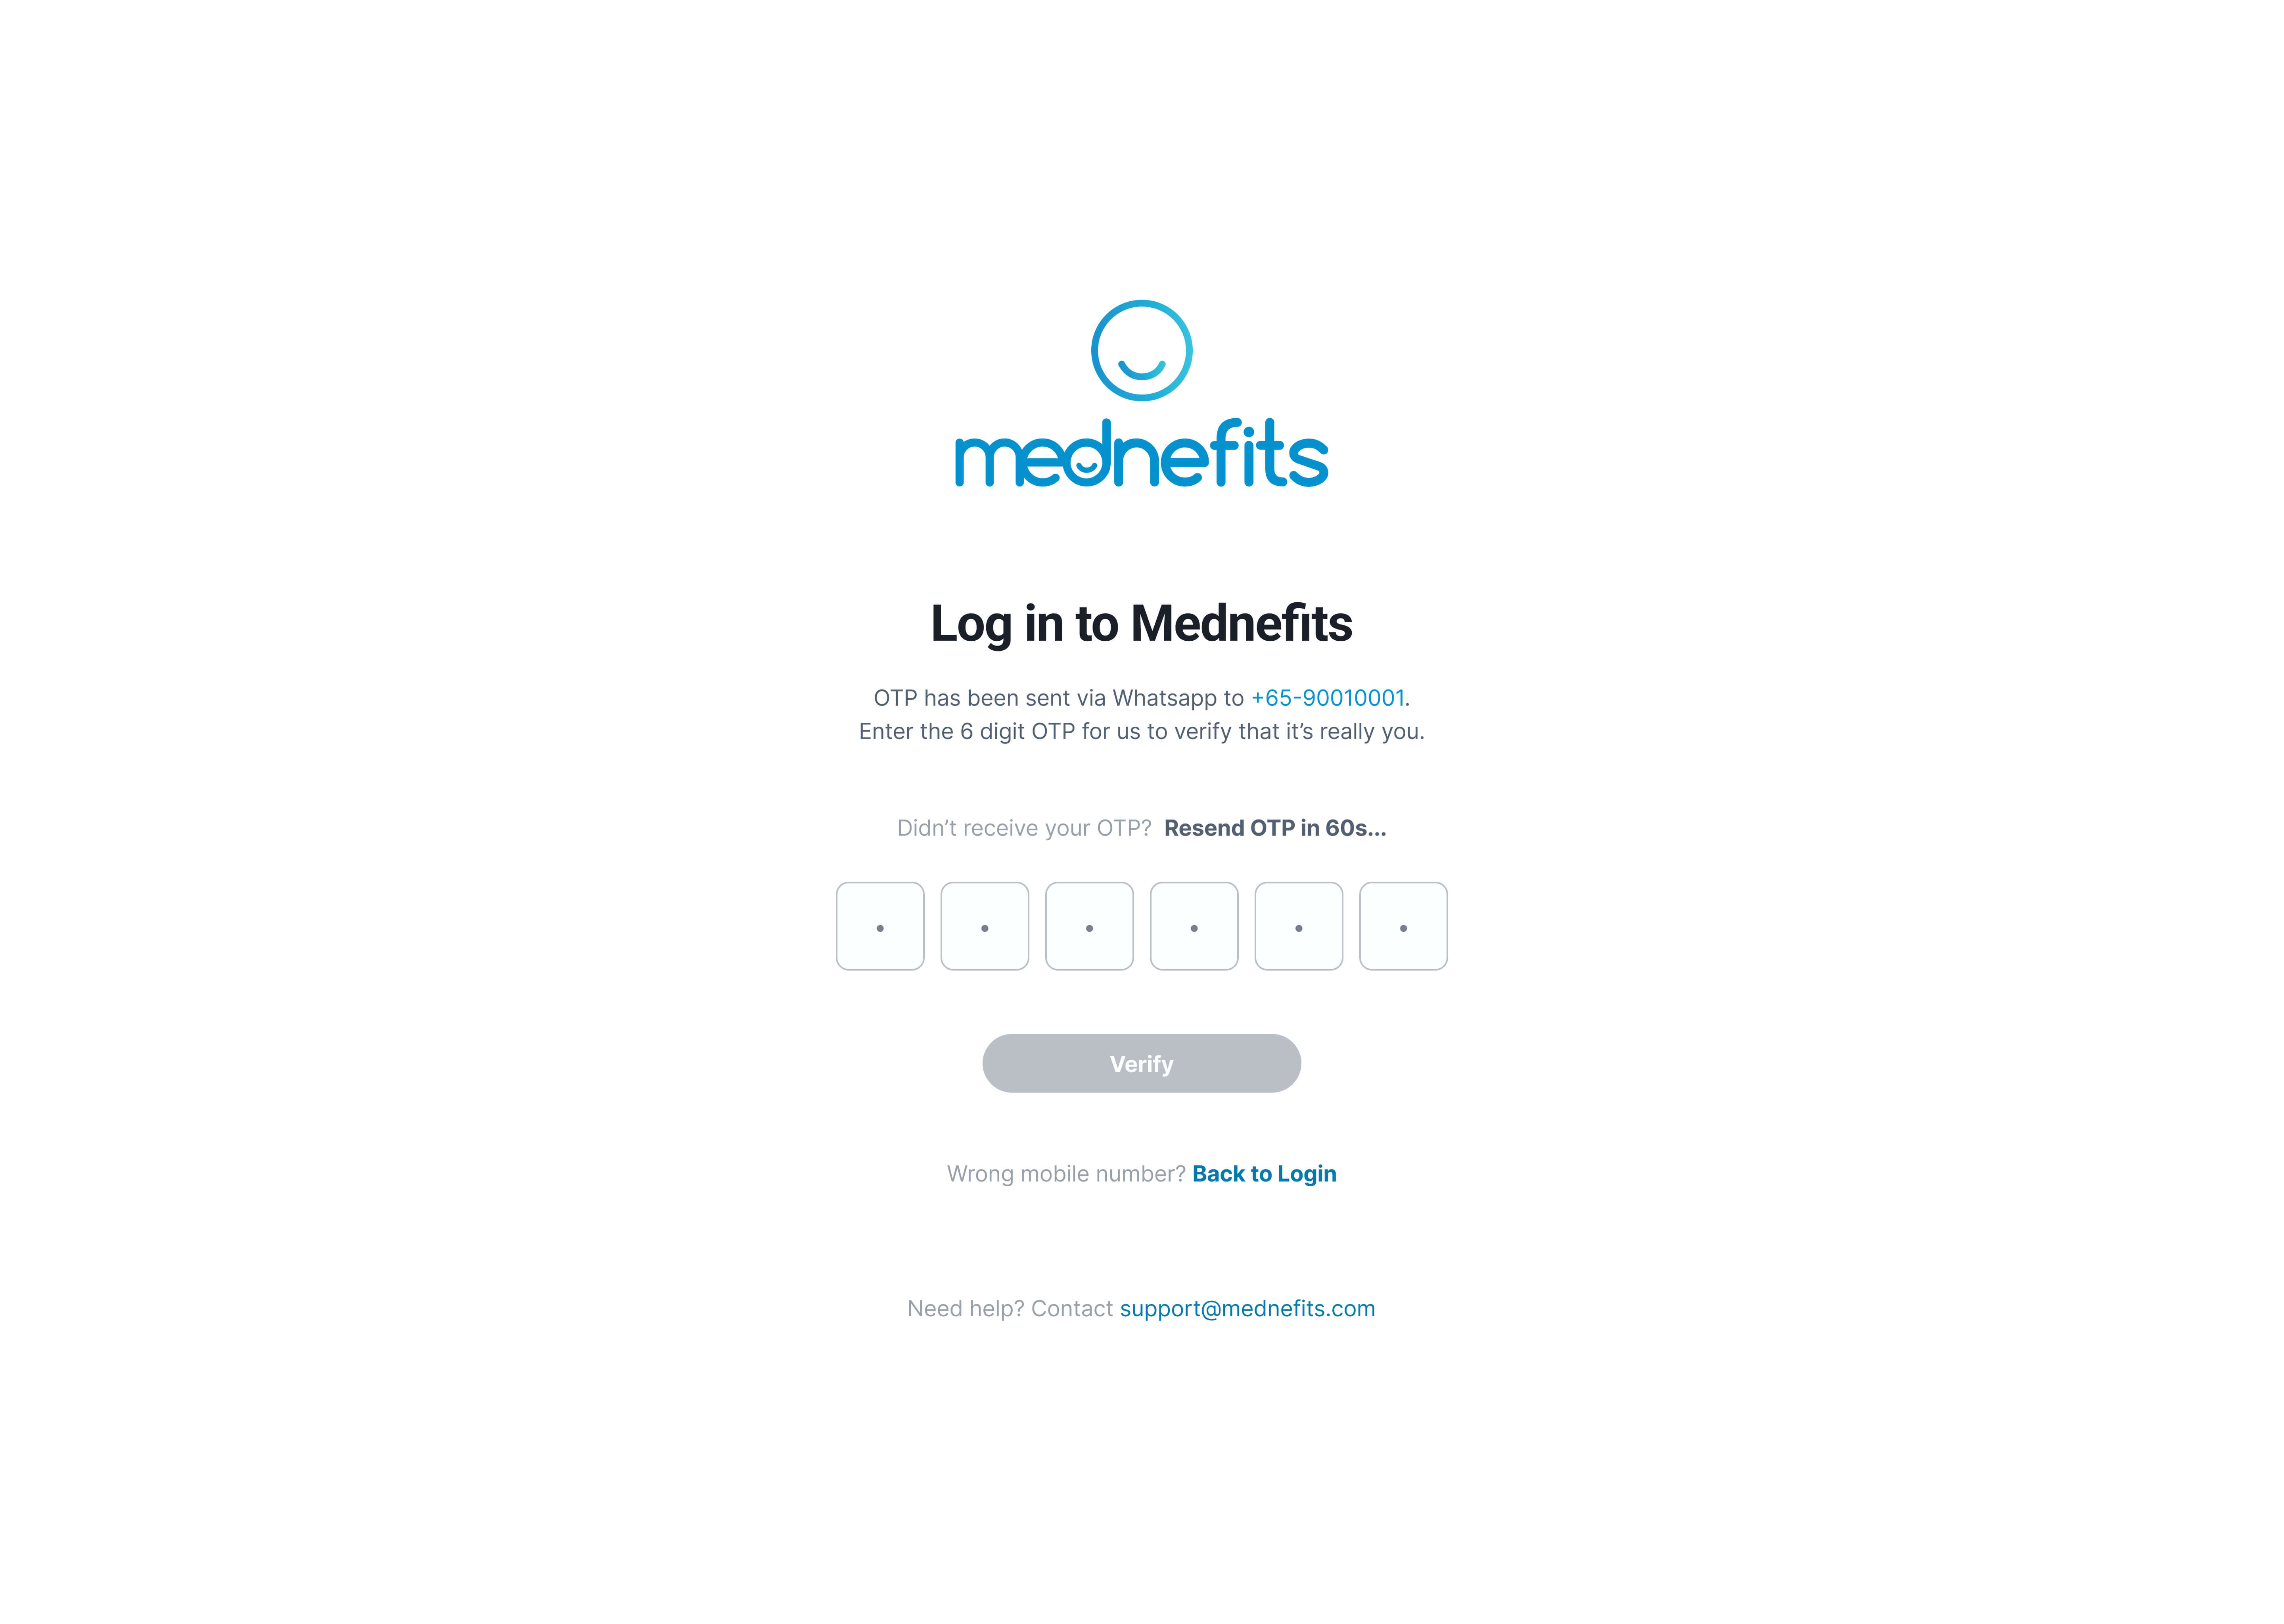 mednefits
Log in to Mednefits
OTP has been sent via Whatsapp to +65-90010001.
Enter the 6 digit OTP for us to verify that it’s really you.
Didn’t receive your OTP? Resend OTP in 60s...
Verify
Wrong mobile number? Back to Login
Need help? Contact support@mednefits.com